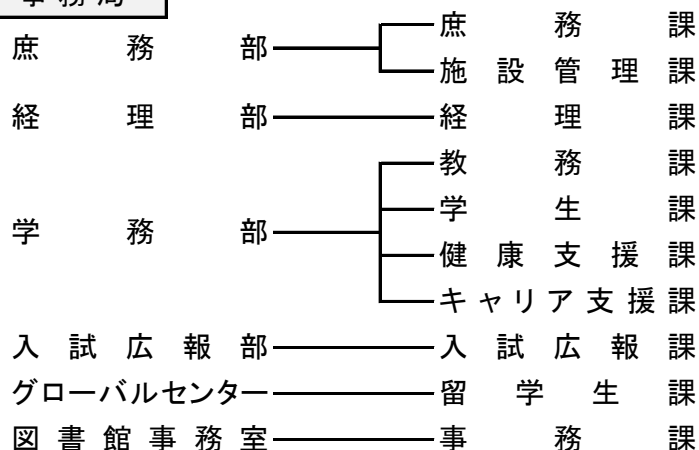 事務局
庶務部 庶務課
施設管理課
経理部 経理課
教務課
学生課
学務部
健康支援課
キャリア支援課
入試広報部 入試広報課
グローバルセンター 留学生課
図書館事務室 事務課